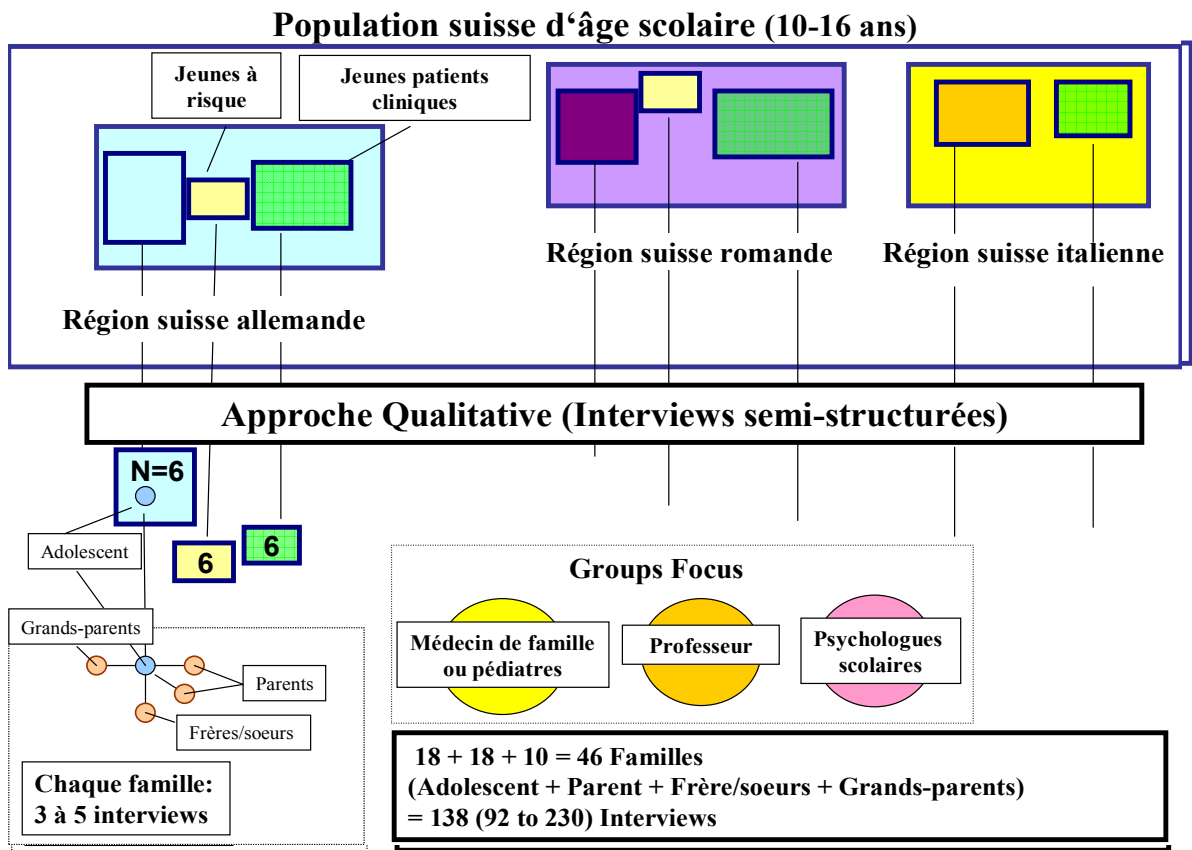 Population suisse d‘âge scolaire (10-16 ans)
Jeunes à
risque
Jeunes patients
cliniques
Région suisse allemande
Région suisse romande
Région suisse italienne
Approche Qualitative (Interviews semi-structurées)
N=6
6
6
Adolescent
Grands-parents
Parents
Frères/soeurs
Chaque famille:
3 à 5 interviews
Groups Focus
Médecin de famille
ou pédiatres
Professeur
Psychologues
scolaires
18 + 18 + 10 = 46 Familles
(Adolescent + Parent + Frère/soeurs + Grands-parents)
= 138 (92 to 230) Interviews